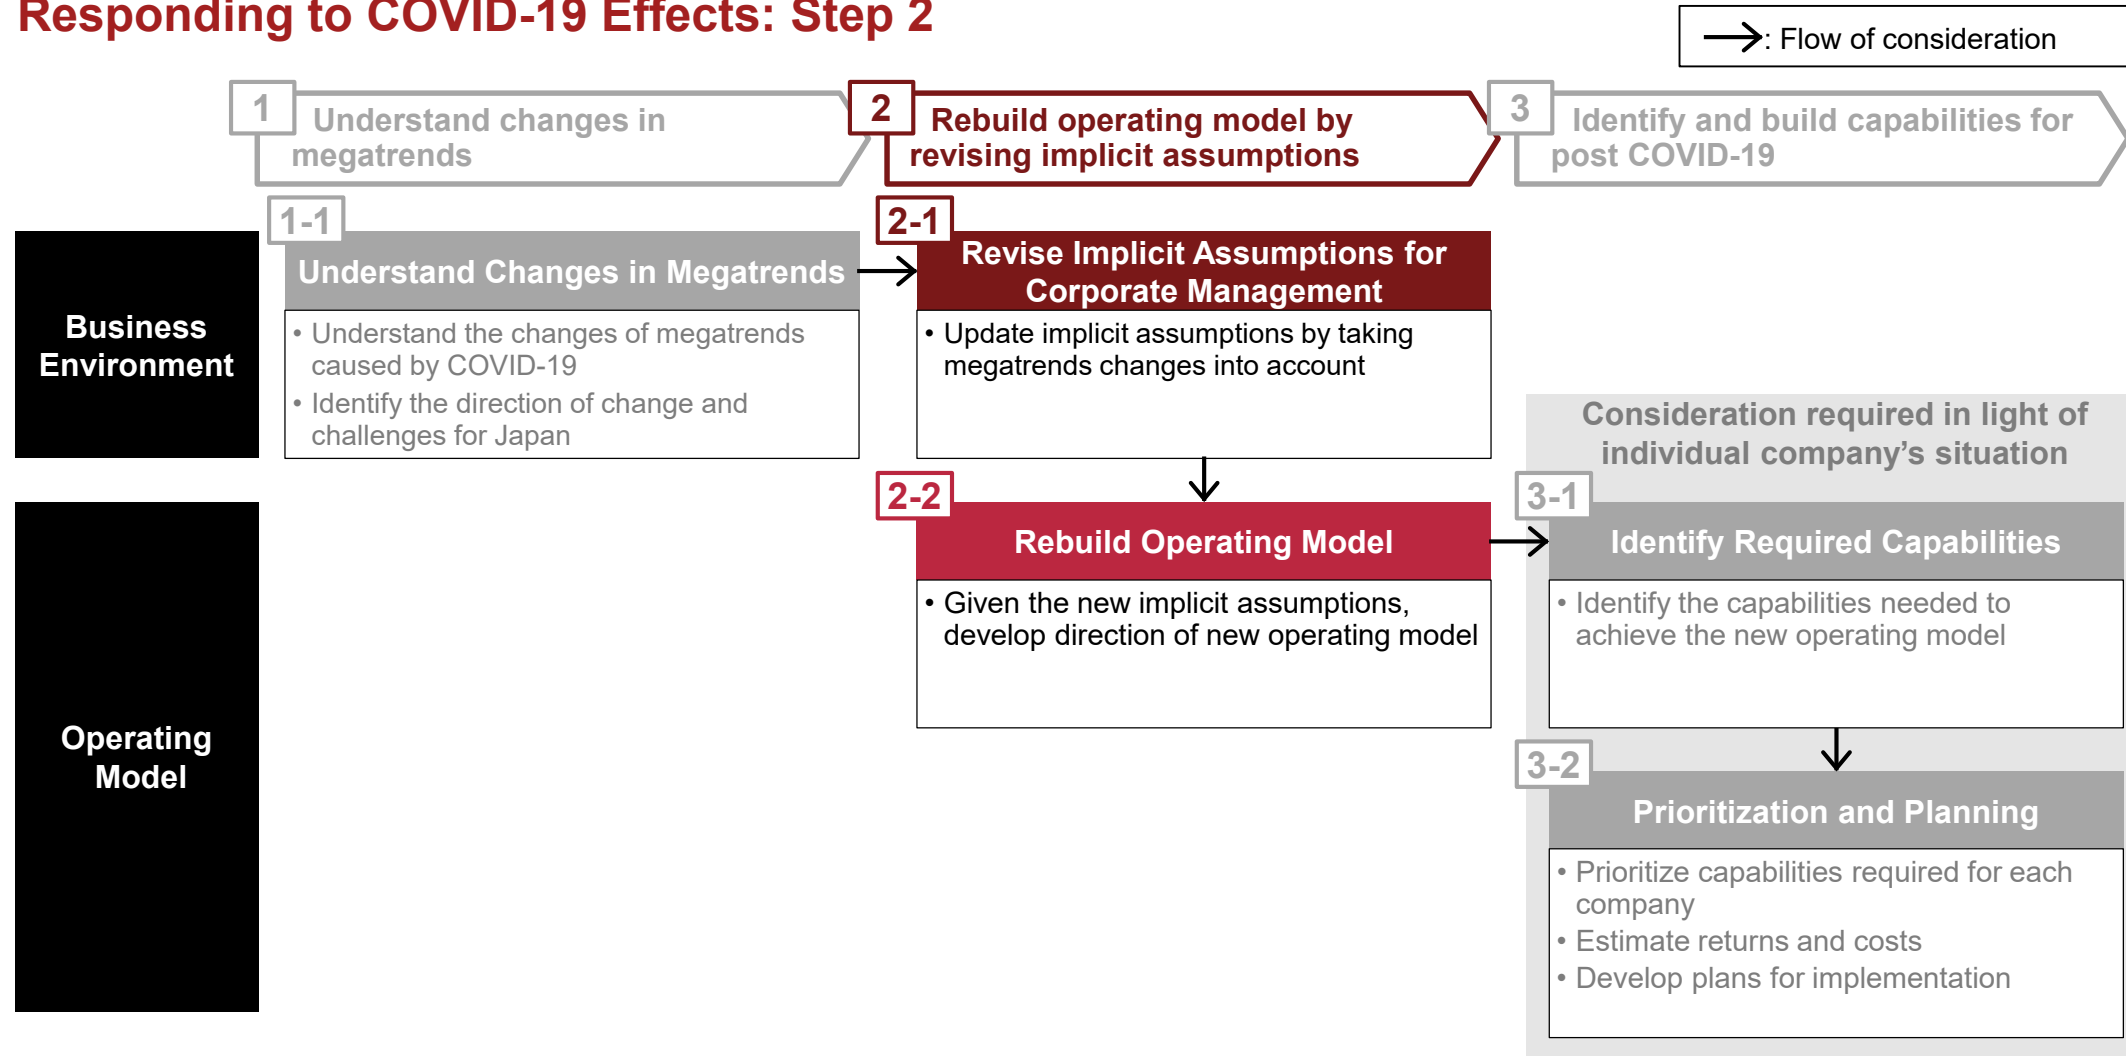 Responding to COVID-19 Effects: Step 2
: Flow of consideration
1
Understand changes in
megatrends
2
Rebuild operating model by
revising implicit assumptions
3
Identify and build capabilities for
post COVID-19
Business
Environment
1-1
Understand Changes in Megatrends
• Understand the changes of megatrends
caused by COVID-19
• Identify the direction of change and
challenges for Japan
2-1
Revise Implicit Assumptions for
Corporate Management
• Update implicit assumptions by taking
megatrends changes into account
Consideration required in light of
individual company’s situation
Operating
Model
2-2
Rebuild Operating Model
• Given the new implicit assumptions,
develop direction of new operating model
3-1
Identify Required Capabilities
• Identify the capabilities needed to
achieve the new operating model
3-2
Prioritization and Planning
• Prioritize capabilities required for each
company
• Estimate returns and costs
• Develop plans for implementation